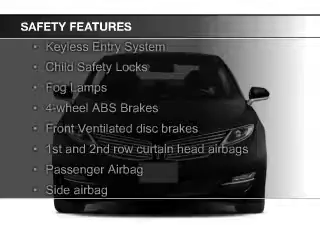 SAFETY FEATURES
• Keyless Entry System
• Child Safety Locks
• Fog Lamps
• 4-wheel ABS Brakes
• Front Ventilated disc brakes
• 1st and 2nd row curtain head airbags
• Passenger Airbag
• Side airbag